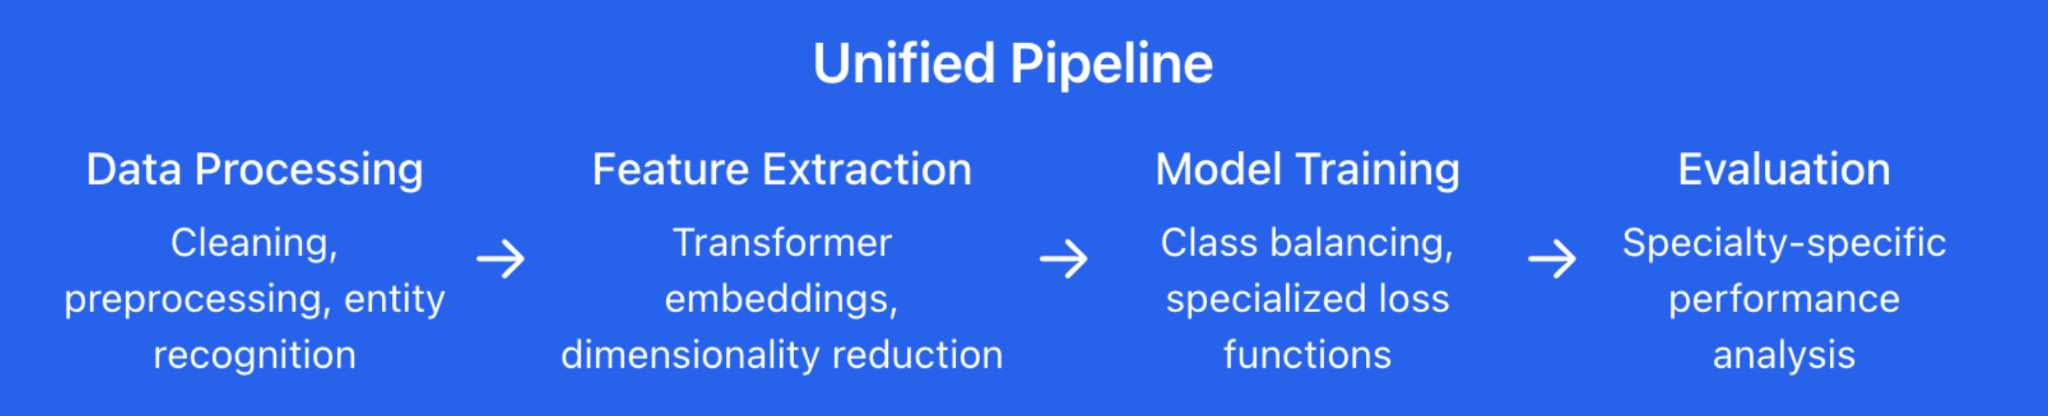 Unified Pipeline
Data Processing
Cleaning,
preprocessing, entity
recognition
→
Feature Extraction
Transformer
embeddings,
dimensionality reduction
→
Model Training
Class balancing,
specialized loss
functions
→
Evaluation
Specialty-specific
performance
analysis